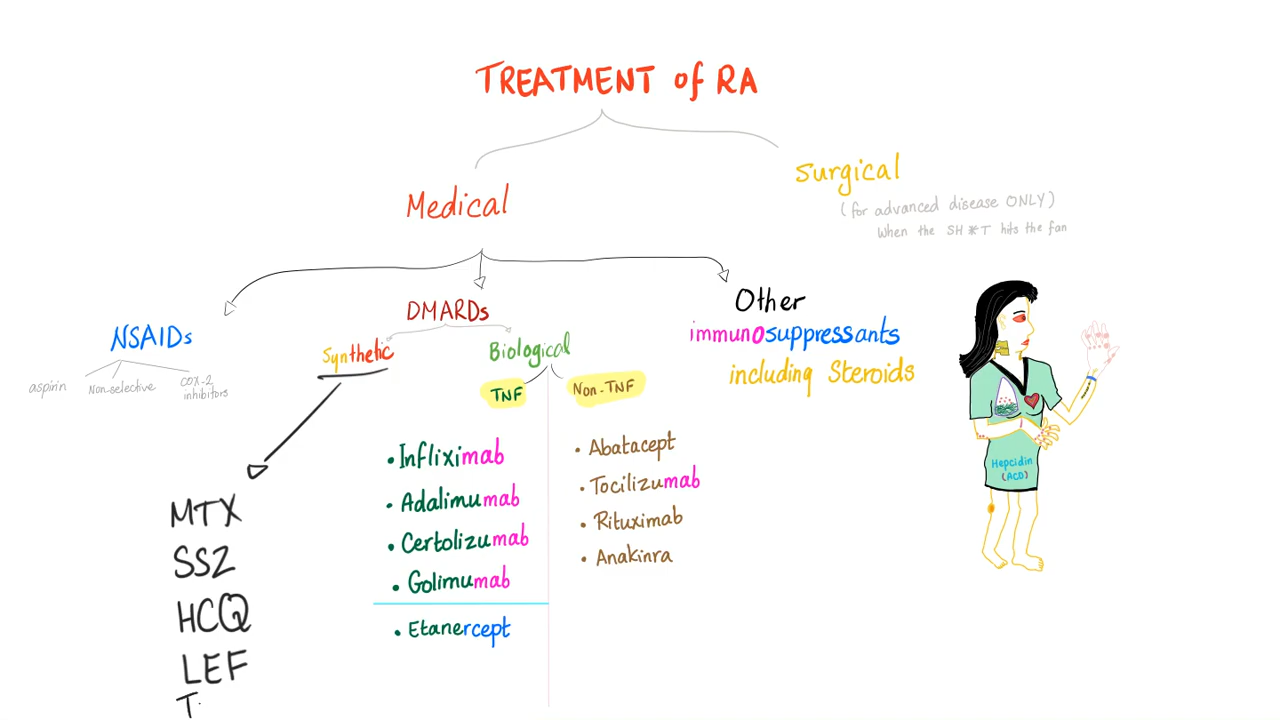 TREATMENT of RA
Surgical
(for advanced disease ONLY)
When the SH*T hits the fan
Medical
NSAIDs
aspirin
Non-selective
COX-2
inhibitors
DMARDs
Synthetic
Biological
TNF
Non-TNF
Other
immunosuppressants
including Steroids
MTX
SSZ
HCQ
LEF
T
• Infliximab
• Adalimumab
• Certolizumab
• Golimumab
• Etanercept
• Abatacept
• Tocilizumab
• Rituximab
• Anakinra
Hepcidin
(ACD)